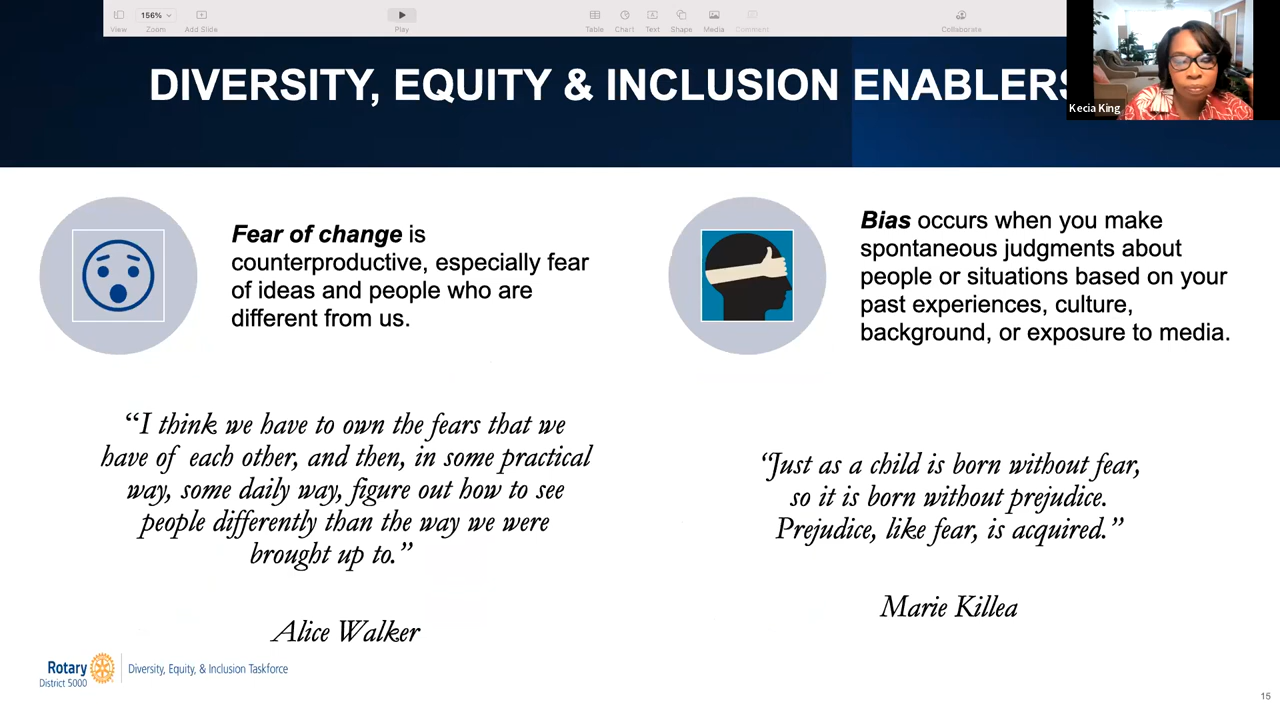 156%
View
Zoom
Add Slide
Play
Table
Chart
Text
Shape
Media
Comment
Collaborate
Kecia King
DIVERSITY, EQUITY & INCLUSION ENABLERS
Fear of change is
counterproductive, especially fear
of ideas and people who are
different from us.
Bias occurs when you make
spontaneous judgments about
people or situations based on your
past experiences, culture,
background, or exposure to media.
“I think we have to own the fears that we
have of each other, and then, in some practical
way, some daily way, figure out how to see
people differently than the way we were
brought up to.”
Alice Walker
“Just as a child is born without fear,
so it is born without prejudice.
Prejudice, like fear, is acquired.”
Marie Killea
Rotary
District 5000
Diversity, Equity, & Inclusion Taskforce
15